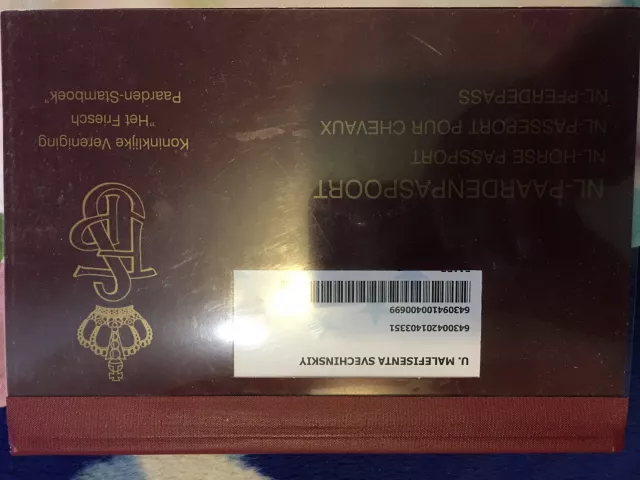 NL-PAARDENPASPOORT
NL-HORSE PASSPORT
NL-PASSEPORT POUR CHEVAUX
NL-PFERDEPASS
Koninklijke Vereniging
"Het Friesch
Paarden-Stamboek"
U. MALEFISENTA SVECHINSKIY
643004201403351
643094100400699